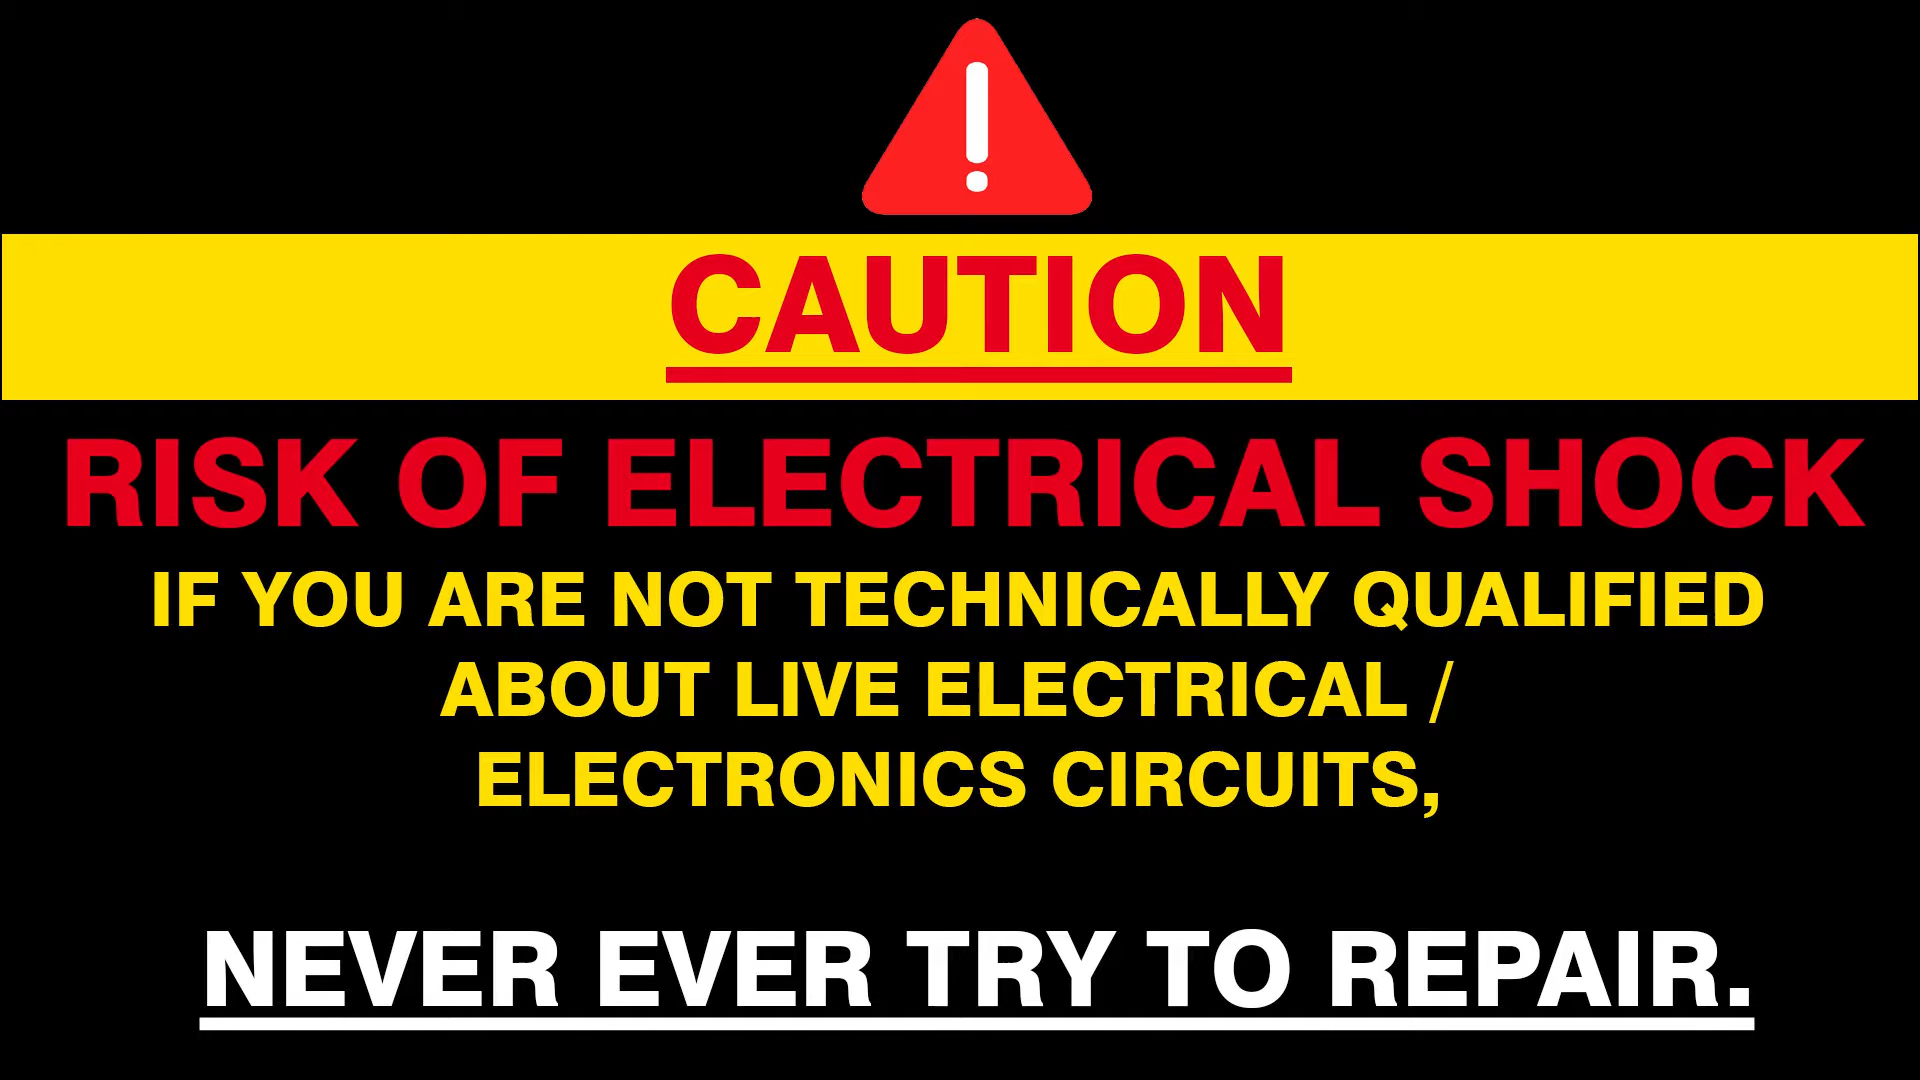 CAUTION
RISK OF ELECTRICAL SHOCK
IF YOU ARE NOT TECHNICALLY QUALIFIED
ABOUT LIVE ELECTRICAL /
ELECTRONICS CIRCUITS,
NEVER EVER TRY TO REPAIR.